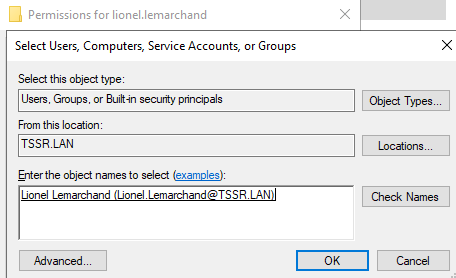 Permissions for lionel.lemarchand
Select Users, Computers, Service Accounts, or Groups
Select this object type:
Users, Groups, or Built-in security principals
Object Types...
From this location:
TSSR.LAN
Locations...
Enter the object names to select (examples):
Lionel Lemarchand (Lionel.Lemarchand@TSSR.LAN)
Check Names
Advanced...
OK
Cancel